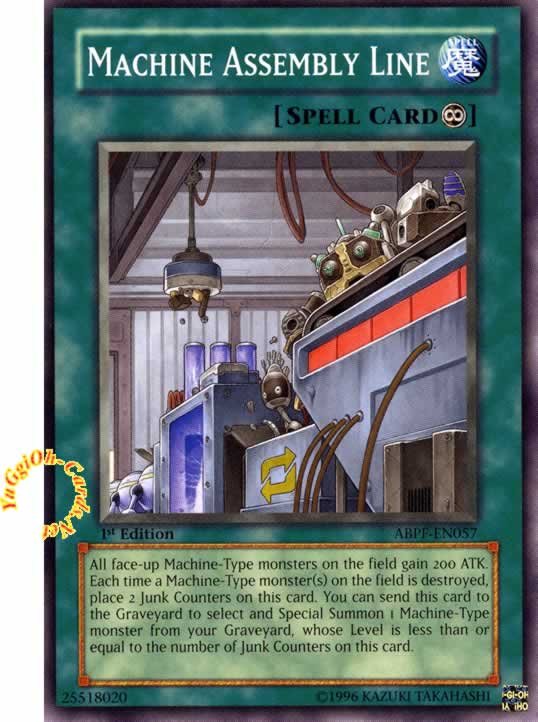 MACHINE ASSEMBLY LINE
SPELL
魔
[SPELL CARD∞]
1st Edition
ABPF-EN057
All face-up Machine-Type monsters on the field gain 200 ATK.
Each time a Machine-Type monster(s) on the field is destroyed,
place 2 Junk Counters on this card. You can send this card to
the Graveyard to select and Special Summon 1 Machine-Type
monster from your Graveyard, whose Level is less than or
equal to the number of Junk Counters on this card.
25518020
©1996 KAZUKI TAKAHASHI
YuGgiOh-Cards.Net